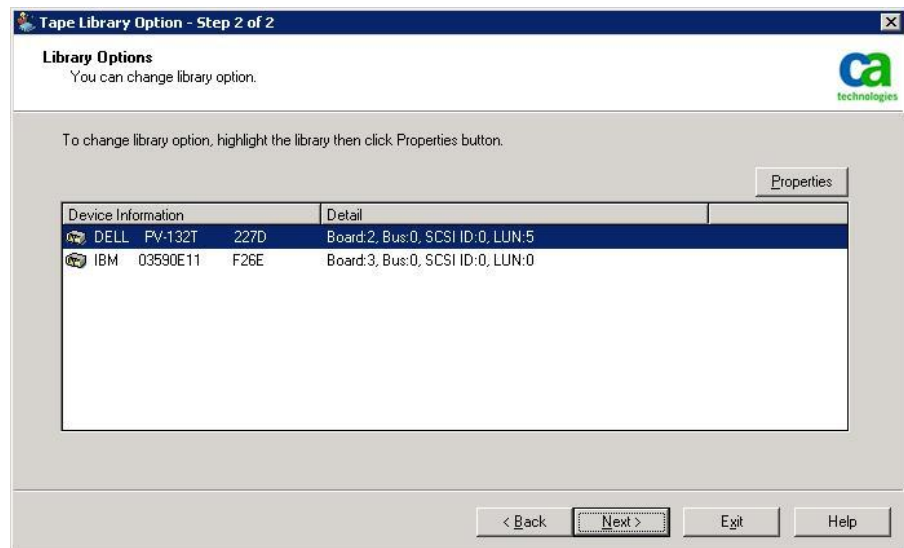 Tape Library Option - Step 2 of 2
Library Options
You can change library option.
ca
technologies
To change library option, highlight the library then click Properties button.
Properties
Device Information Detail
DELL PV-132T 227D Board:2, Bus:0, SCSI ID:0, LUN:5
IBM 03590E11 F26E Board:3, Bus:0, SCSI ID:0, LUN:0
< Back Next > Exit Help